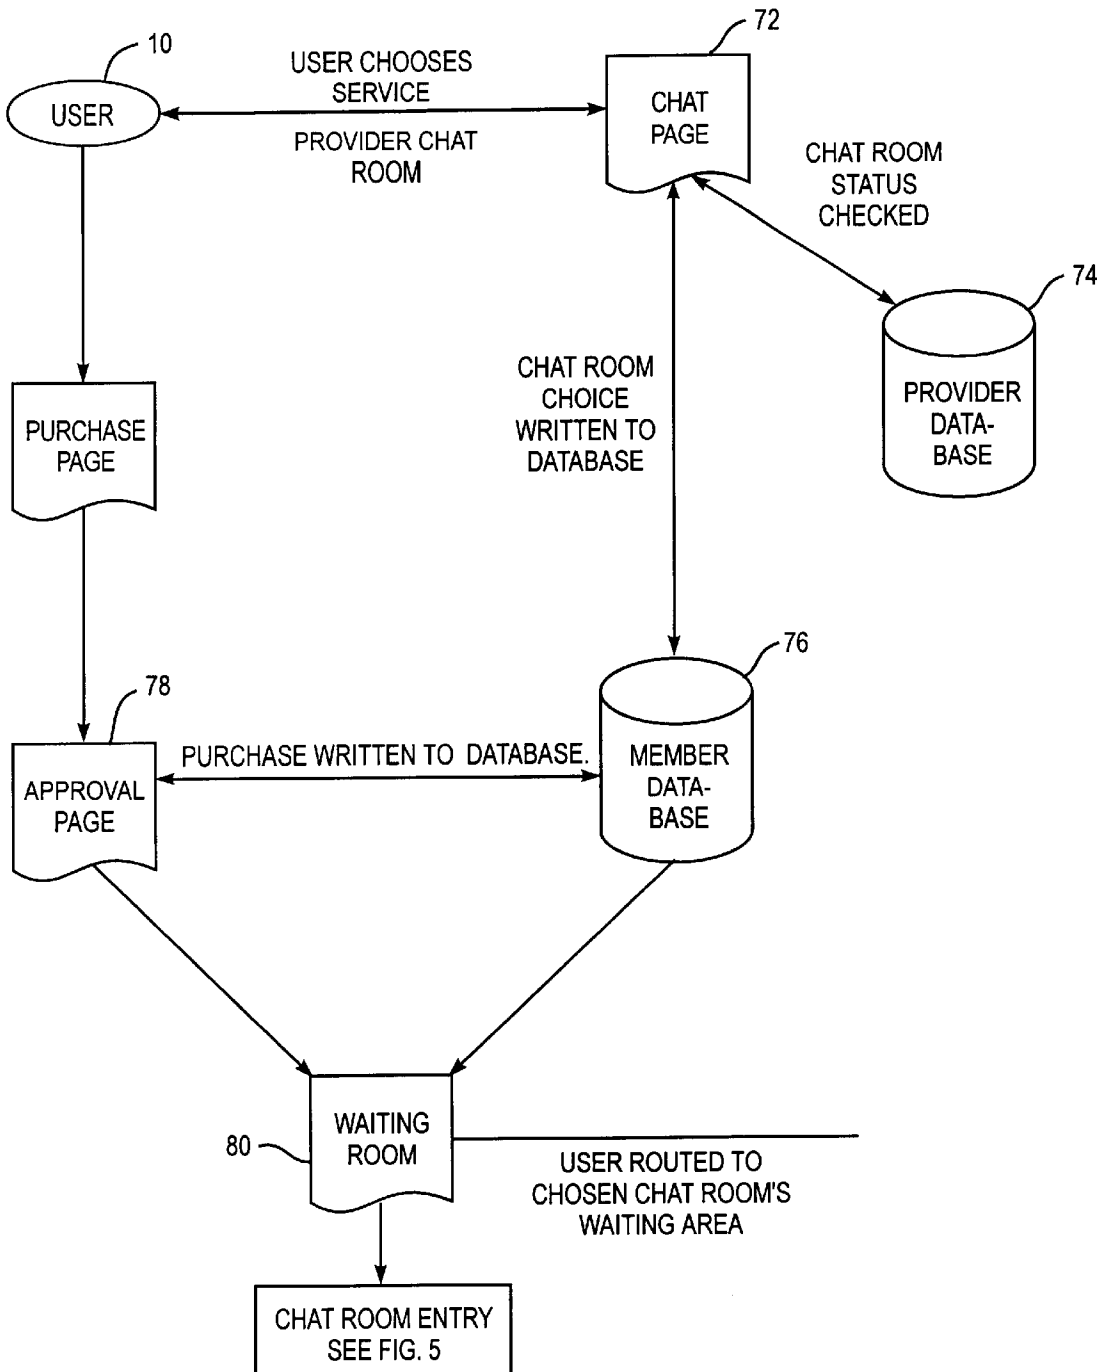 72
10
USER CHOOSES
SERVICE
USER
CHAT
PAGE
PROVIDER CHAT
ROOM
CHAT ROOM
STATUS
CHECKED
74
CHAT ROOM
CHOICE
WRITTEN TO
DATABASE
PROVIDER
DATA-
BASE
PURCHASE
PAGE
76
78
PURCHASE WRITTEN TO DATABASE.
MEMBER
DATA-
BASE
APPROVAL
PAGE
WAITING
ROOM
80
USER ROUTED TO
CHOSEN CHAT ROOM'S
WAITING AREA
CHAT ROOM ENTRY
SEE FIG. 5